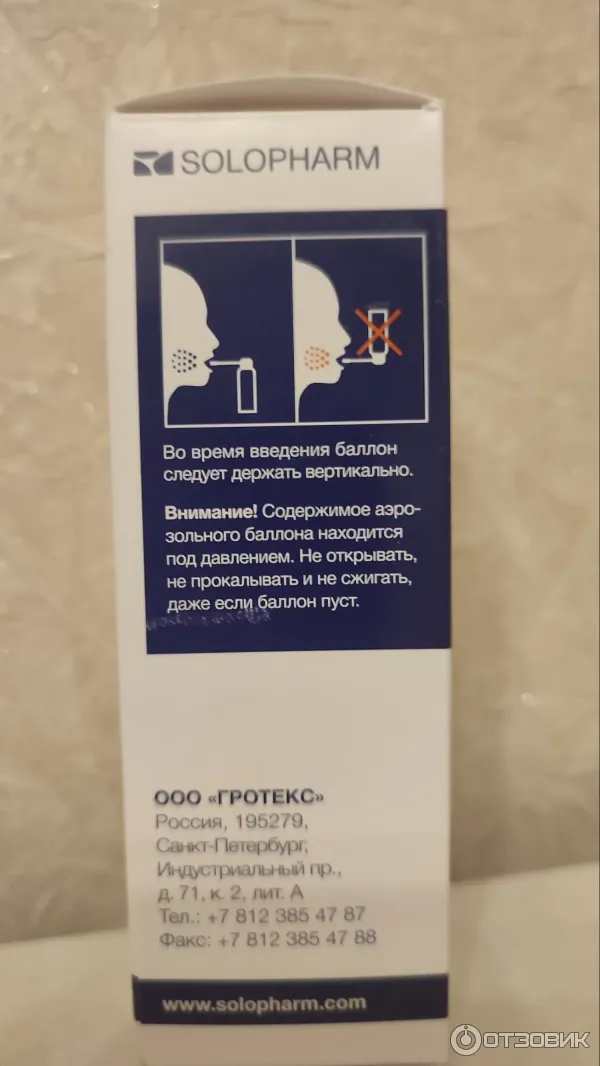 SOLOPHARM
Во время введения баллон
следует держать вертикально.
Внимание! Содержимое аэро-
зольного баллона находится
под давлением. Не открывать,
не прокалывать и не сжигать,
даже если баллон пуст.
ООО «ГРОТЕКС»
Россия, 195279,
Санкт-Петербург,
Индустриальный пр.,
д. 71, к. 2, лит. А
Тел.: +7 812 385 47 87
Факс: +7 812 385 47 88
www.solopharm.com
ОТЗОВИК